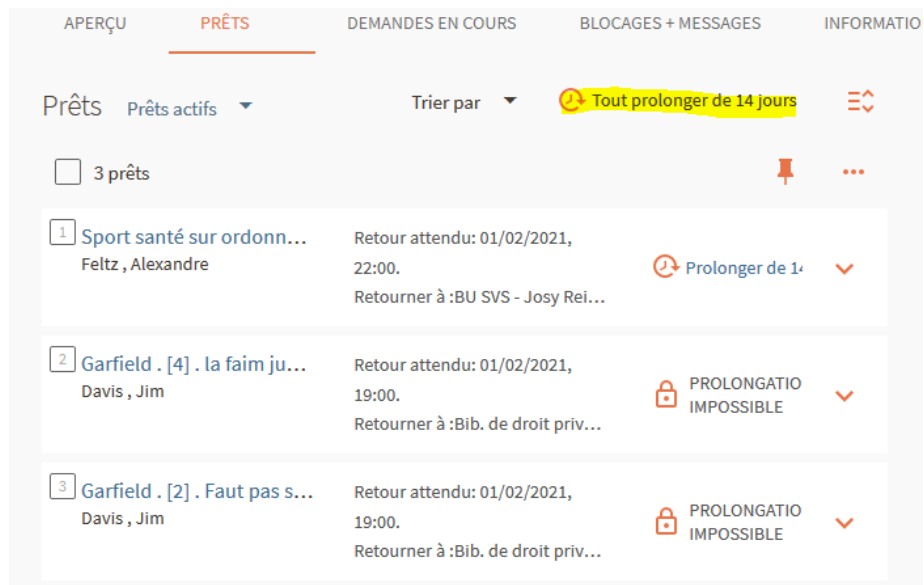 APERÇU PRÊTS DEMANDES EN COURS BLOCAGES + MESSAGES INFORMATIO
Prêts Prêts actifs Trier par Tout prolonger de 14 jours
3 prêts
1 Sport santé sur ordonn...
Feltz , Alexandre
Retour attendu: 01/02/2021,
22:00.
Retourner à :BU SVS - Josy Rei...
Prolonger de 14
2 Garfield . [4] . la faim ju...
Davis , Jim
Retour attendu: 01/02/2021,
19:00.
Retourner à :Bib. de droit priv...
PROLONGATIO
IMPOSSIBLE
3 Garfield . [2] . Faut pas s...
Davis , Jim
Retour attendu: 01/02/2021,
19:00.
Retourner à :Bib. de droit priv...
PROLONGATIO
IMPOSSIBLE